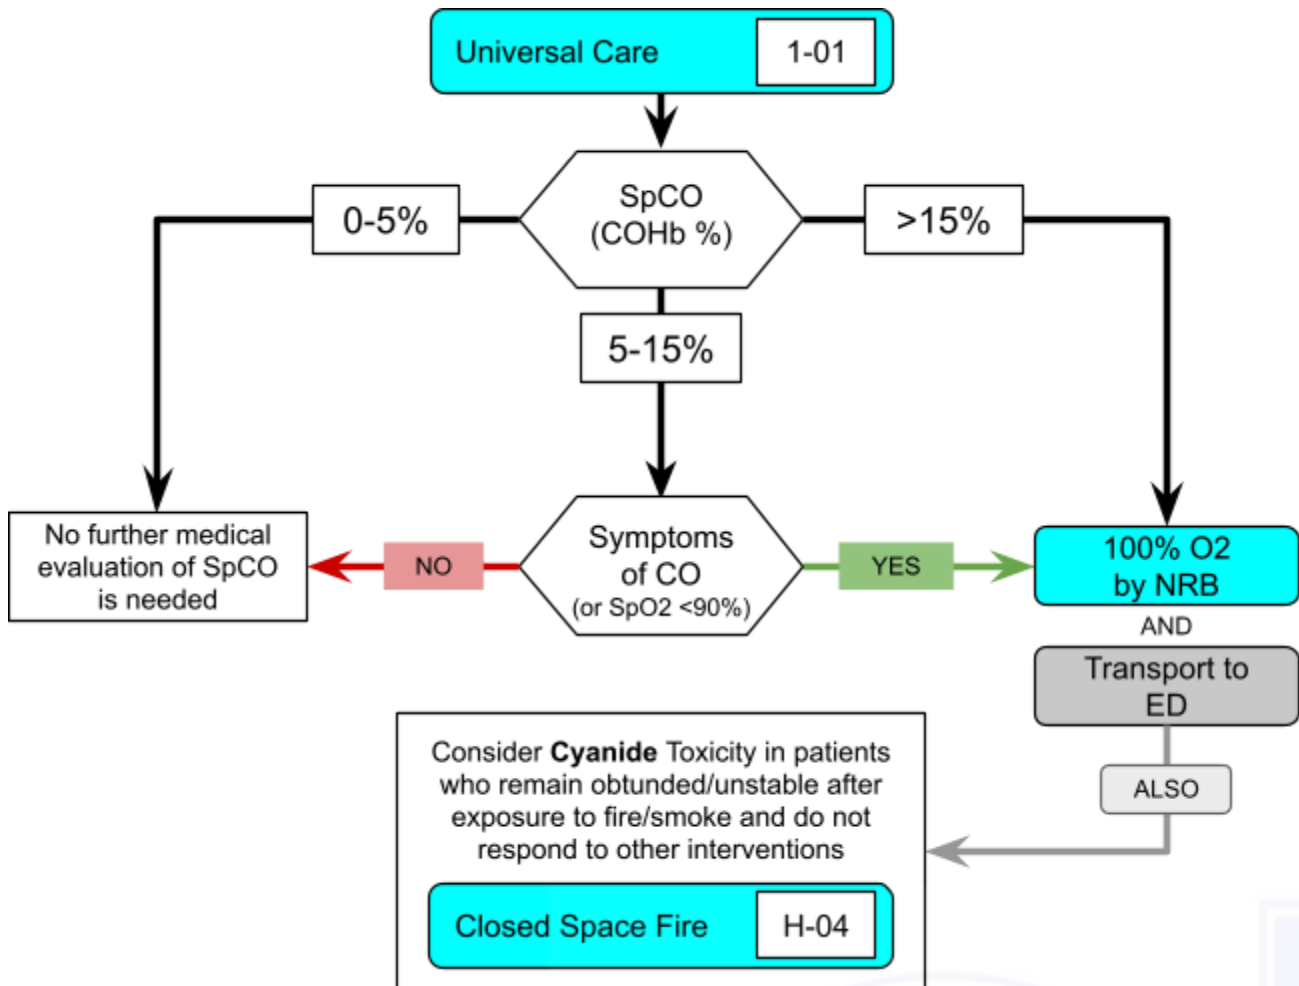 Universal Care
1-01
SpCO
(COHb %)
0-5%
>15%
5-15%
No further medical
evaluation of SpCO
is needed
NO
Symptoms
of CO
(or SpO2 <90%)
YES
100% O2
by NRB
AND
Transport to
ED
ALSO
Consider Cyanide Toxicity in patients
who remain obtunded/unstable after
exposure to fire/smoke and do not
respond to other interventions
Closed Space Fire
H-04